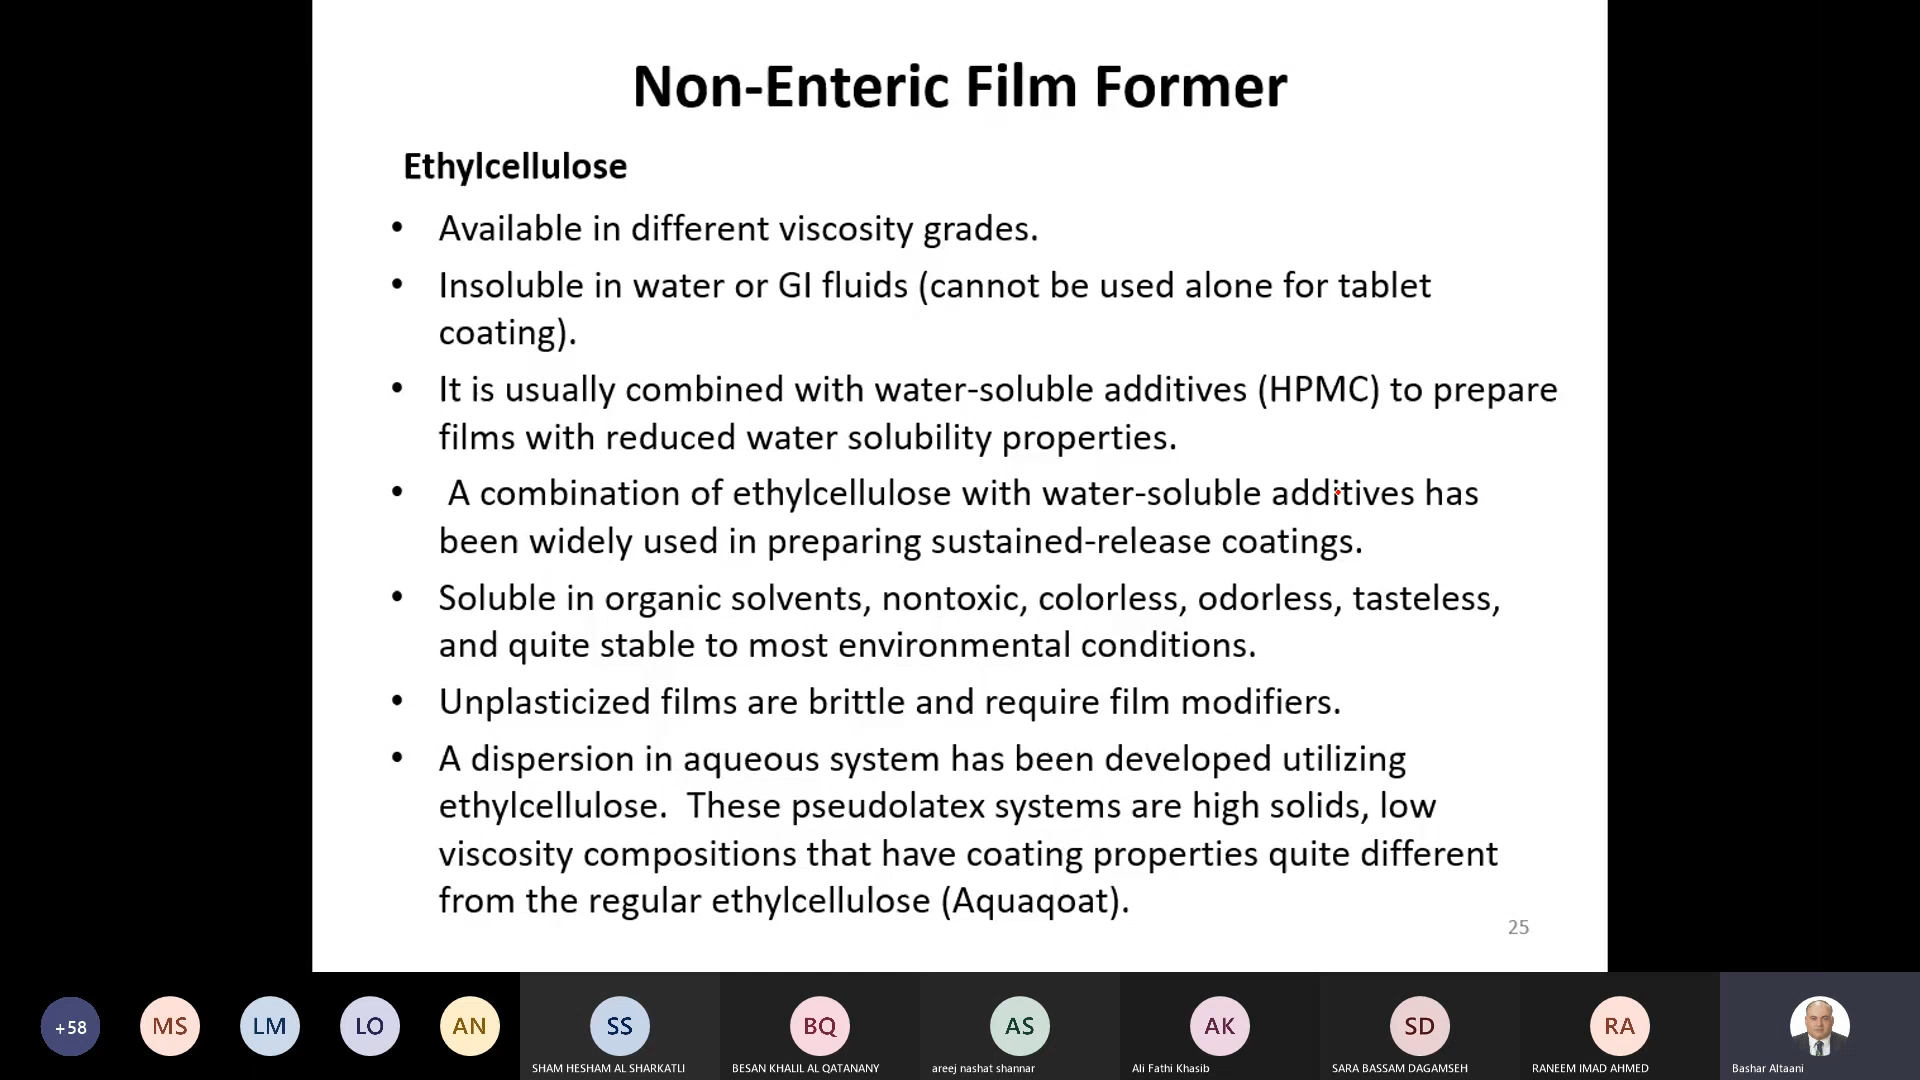 Non-Enteric Film Former
Ethylcellulose
• Available in different viscosity grades.
• Insoluble in water or GI fluids (cannot be used alone for tablet
coating).
• It is usually combined with water-soluble additives (HPMC) to prepare
films with reduced water solubility properties.
• A combination of ethylcellulose with water-soluble additives has
been widely used in preparing sustained-release coatings.
• Soluble in organic solvents, nontoxic, colorless, odorless, tasteless,
and quite stable to most environmental conditions.
• Unplasticized films are brittle and require film modifiers.
• A dispersion in aqueous system has been developed utilizing
ethylcellulose. These pseudolatex systems are high solids, low
viscosity compositions that have coating properties quite different
from the regular ethylcellulose (Aquaqoat).
25
+58 MS LM LO AN SS BQ AS AK SD RA
SHAM HESHAM AL SHARKATLI BESAN KHALIL AL QATANANY areej nashat shannar Ali Fathi Khasib SARA BASSAM DAGAMSEH RANEEM IMAD AHMED Bashar Altaani